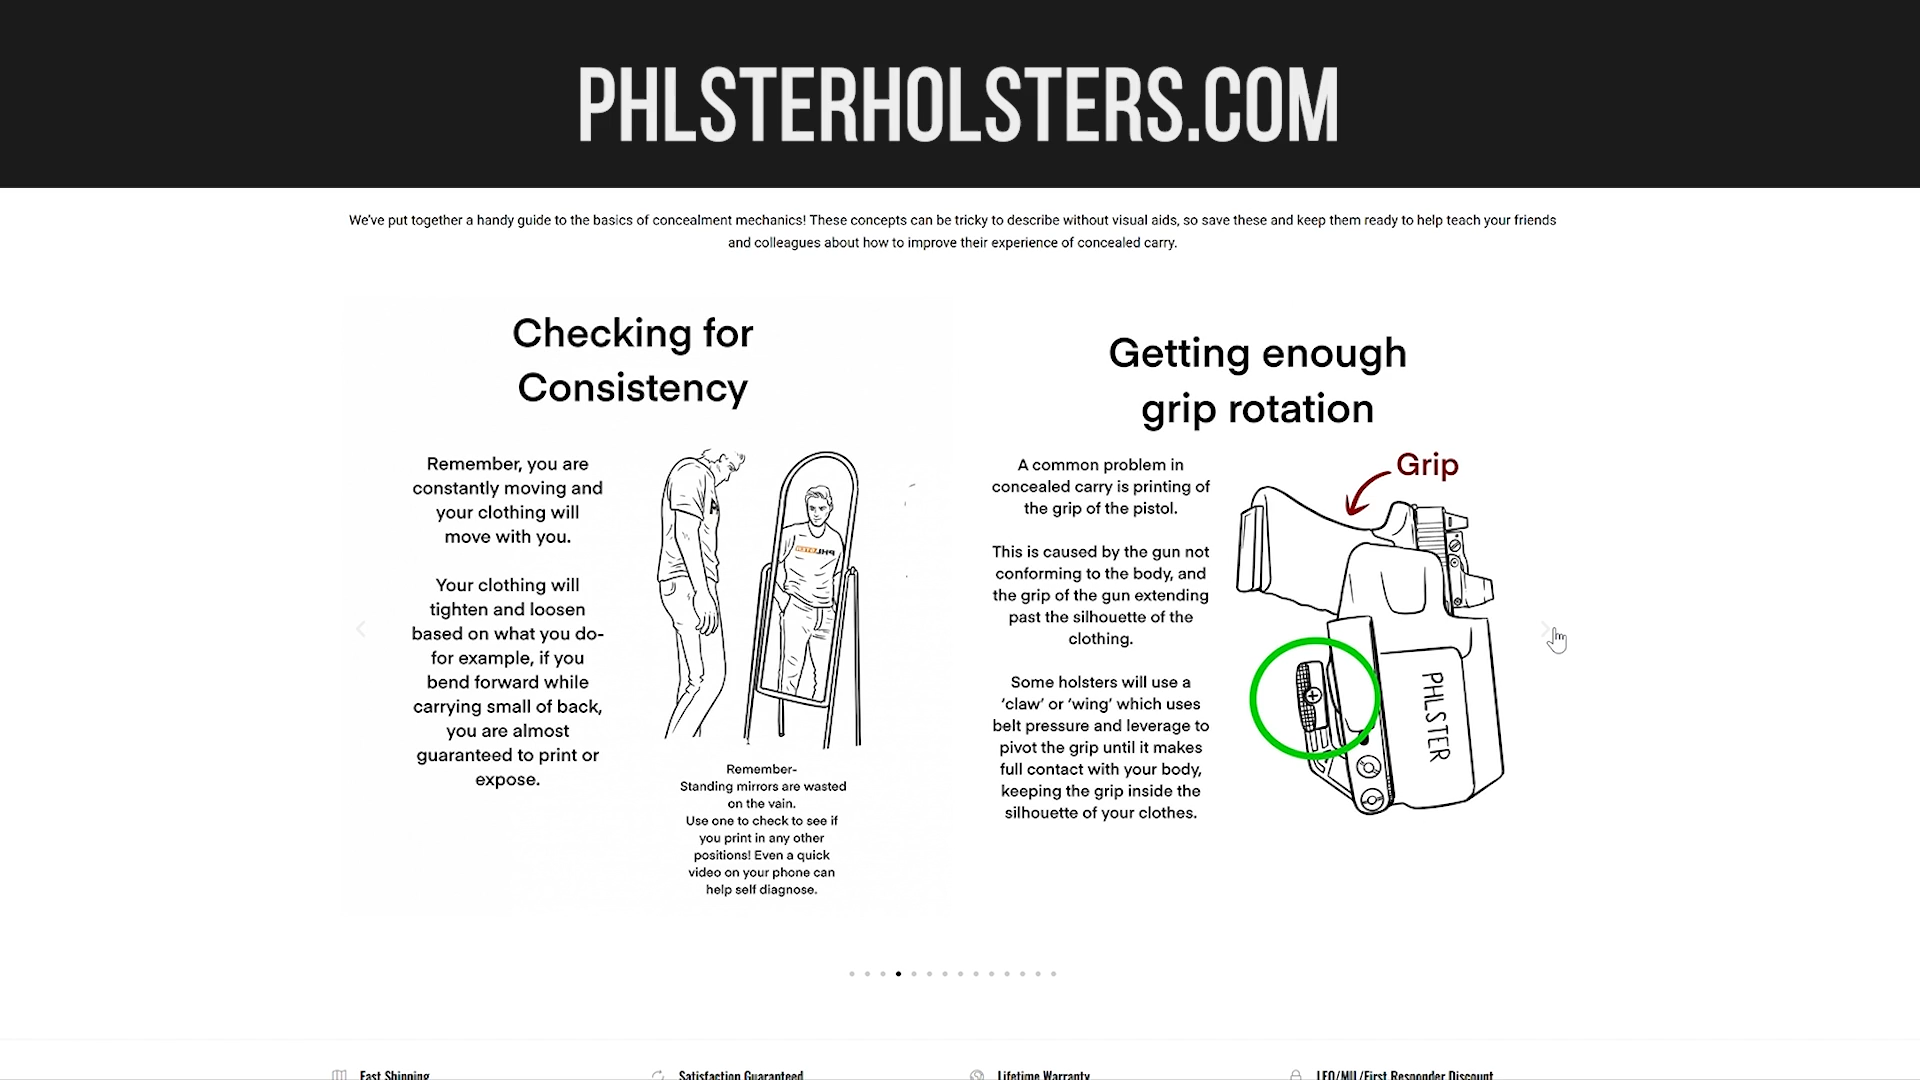 PHLSTERHOLSTERS.COM
We've put together a handy guide to the basics of concealment mechanics! These concepts can be tricky to describe without visual aids, so save these and keep them ready to help teach your friends
and colleagues about how to improve their experience of concealed carry.
Checking for
Consistency
Remember, you are
constantly moving and
your clothing will
move with you.
Your clothing will
tighten and loosen
based on what you do-
for example, if you
bend forward while
carrying small of back,
you are almost
guaranteed to print or
expose.
Remember-
Standing mirrors are wasted
on the vain.
Use one to check to see if
you print in any other
positions! Even a quick
video on your phone can
help self diagnose.
Getting enough
grip rotation
A common problem in
concealed carry is printing of
the grip of the pistol.
This is caused by the gun not
conforming to the body, and
the grip of the gun extending
past the silhouette of the
clothing.
Some holsters will use a
'claw' or 'wing' which uses
belt pressure and leverage to
pivot the grip until it makes
full contact with your body,
keeping the grip inside the
silhouette of your clothes.
Grip
PHLSTER
Fast Shipping
Satisfaction Guaranteed
Lifetime Warranty
LEO/MIL/First Responder Discount